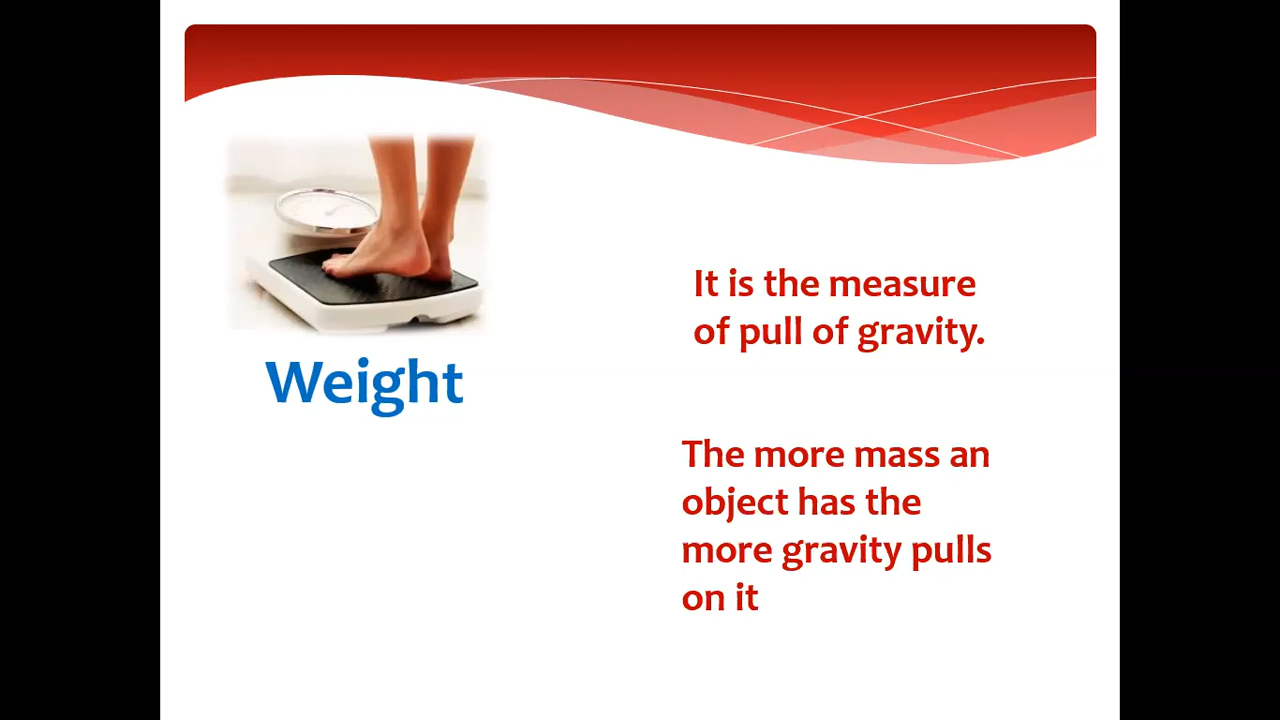 Weight
It is the measure
of pull of gravity.
The more mass an
object has the
more gravity pulls
on it